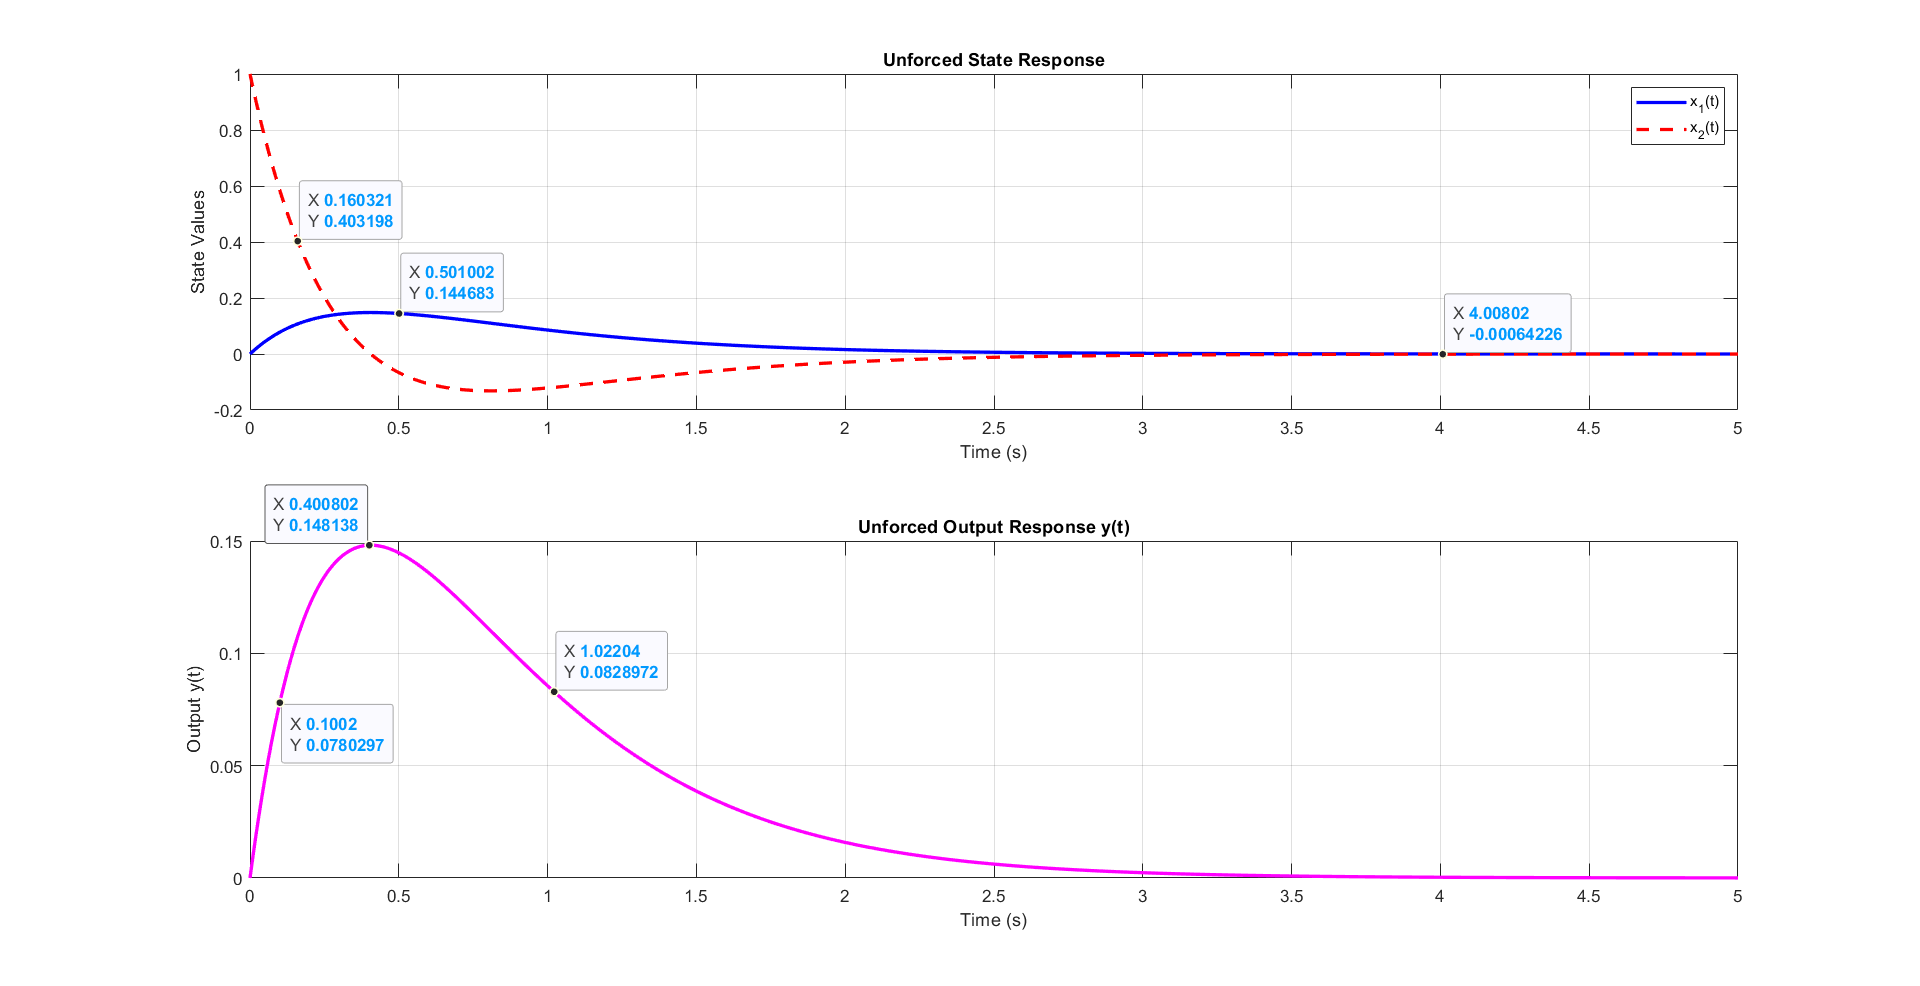 Unforced State Response
1
0.8
0.6
0.4
0.2
0
-0.2
State Values
x1(t)
x2(t)
X 0.160321
Y 0.403198
X 0.501002
Y 0.144683
X 4.00802
Y -0.00064226
0 0.5 1 1.5 2 2.5 3 3.5 4 4.5 5
Time (s)
Unforced Output Response y(t)
X 0.400802
Y 0.148138
0.15
0.1
0.05
0
Output y(t)
X 1.02204
Y 0.0828972
X 0.1002
Y 0.0780297
0 0.5 1 1.5 2 2.5 3 3.5 4 4.5 5
Time (s)